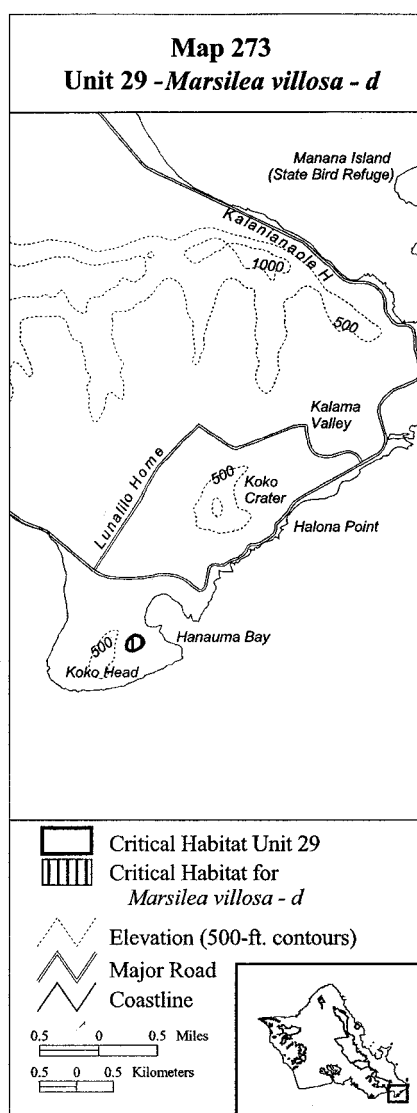 Map 273
Unit 29 - Marsilea villosa - d
Manana Island
(State Bird Refuge)
Kalanianaole H
1000
500
Kalama
Valley
Lunalilo Home
500
Koko
Crater
Halona Point
Hanauma Bay
500
Koko Head
Critical Habitat Unit 29
Critical Habitat for
Marsilea villosa - d
Elevation (500-ft. contours)
Major Road
Coastline
0.5 0 0.5 Miles
0.5 0 0.5 Kilometers